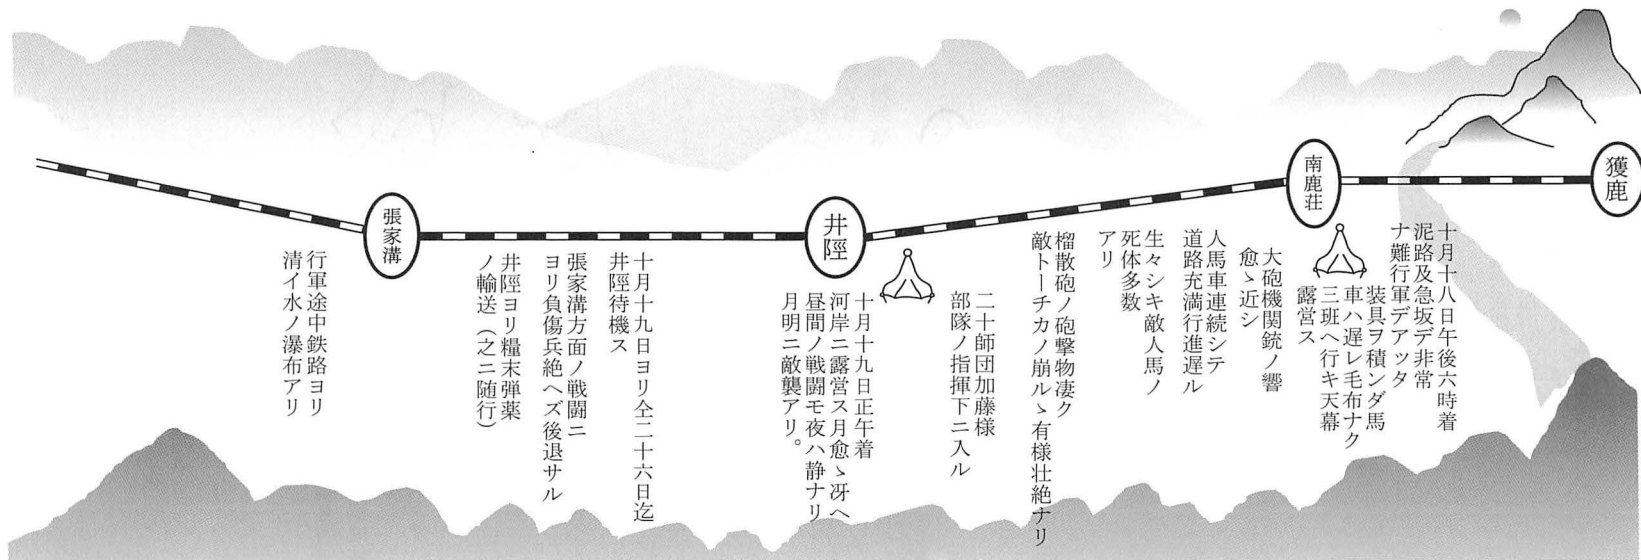 獲鹿
十月十八日午後六時着
泥路及急坂デ非常
ナ難行軍デアッタ
装具ヲ積ンダ馬
車ハ遅レ毛布ナク
三班ヘ行キ天幕
露営ス
南鹿荘
大砲機関銃ノ響
愈ヽ近シ
人馬車連続シテ
道路充満行進遅ル
生々シキ敵人馬ノ
死体多数
アリ
榴散砲ノ砲撃物凄ク
敵トーチカノ崩ルヽ有様壮絶ナリ
二十師団加藤様
部隊ノ指揮下ニ入ル
井陘
十月十九日正午着
河岸ニ露営ス月愈ヽ冴ヘ
昼間ノ戦闘モ夜ハ静ナリ
月明ニ敵襲アリ。
十月十九日ヨリ仝二十六日迄
井陘待機ス
張家溝方面ノ戦闘ニ
ヨリ負傷兵絶ヘズ後退サル
井陘ヨリ糧末弾薬
ノ輸送（之ニ随行）
張家溝
行軍途中鉄路ヨリ
清イ水ノ瀑布アリ